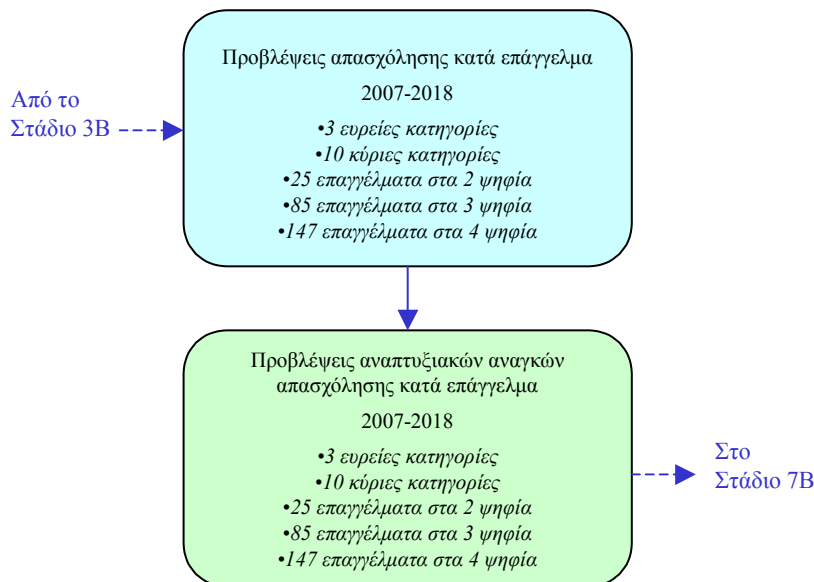 Προβλέψεις απασχόλησης κατά επάγγελμα
2007-2018
•3 ευρείες κατηγορίες
•10 κύριες κατηγορίες
•25 επαγγέλματα στα 2 ψηφία
•85 επαγγέλματα στα 3 ψηφία
•147 επαγγέλματα στα 4 ψηφία
Από το
Στάδιο 3Β
Προβλέψεις αναπτυξιακών αναγκών
απασχόλησης κατά επάγγελμα
2007-2018
•3 ευρείες κατηγορίες
•10 κύριες κατηγορίες
•25 επαγγέλματα στα 2 ψηφία
•85 επαγγέλματα στα 3 ψηφία
•147 επαγγέλματα στα 4 ψηφία
Στο
Στάδιο 7Β